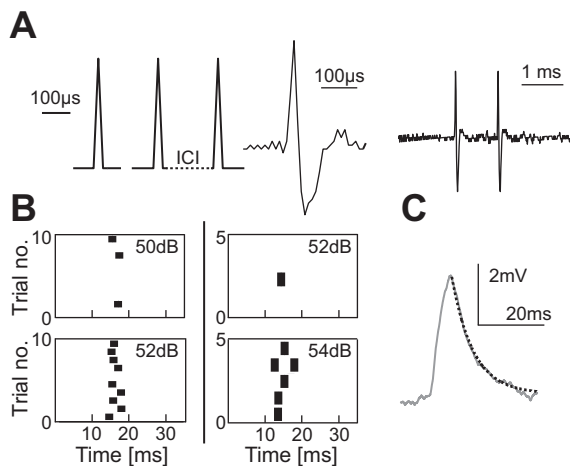 A
100µs
ICI
100µs
1 ms
B
C
Trial no.
10
0
50dB
5
0
52dB
Trial no.
10
0
52dB
5
0
54dB
10 20 30
Time [ms]
10 20 30
Time [ms]
2mV
20ms